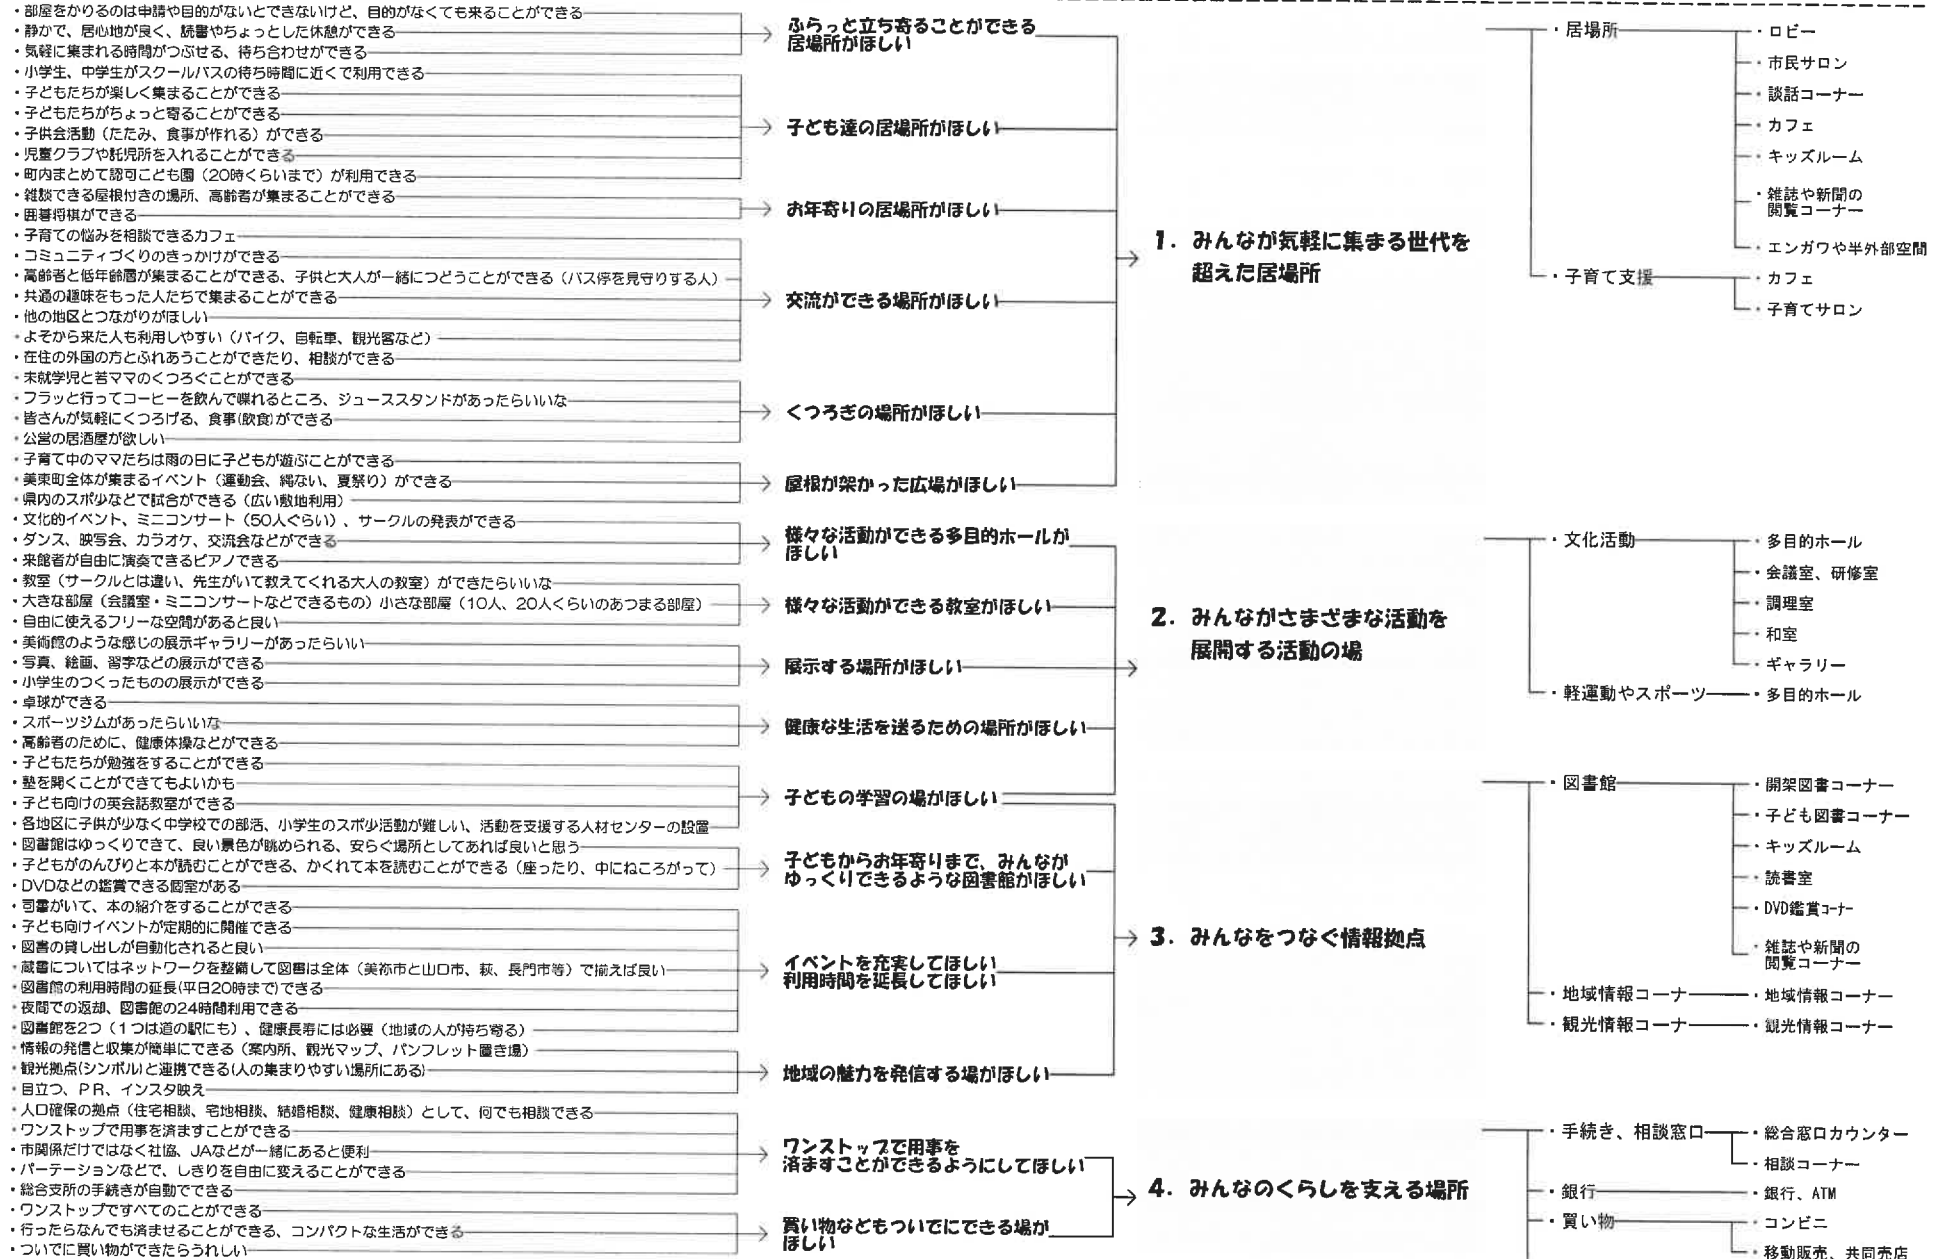 ・部屋をかりるのは申請や目的がないとできないけど、目的がなくても来ることができる
・静かで、居心地が良く、読書やちょっとした休憩ができる
・気軽に集まれる時間がつぶせる、待ち合わせができる
・小学生、中学生がスクールバスの待ち時間に近くで利用できる
・子どもたちが楽しく集まることができる
・子どもたちがちょっと寄ることができる
・子供会活動（たたみ、食事が作れる）ができる
・児童クラブや託児所を入れることができる
・町内まとめて認可こども園（20時くらいまで）が利用できる
・雑談できる屋根付きの場所、高齢者が集まることができる
・囲碁将棋ができる
・子育ての悩みを相談できるカフェ
・コミュニティづくりのきっかけができる
・高齢者と低年齢層が集まることができる、子供と大人が一緒につどうことができる（バス停を見守りする人）
・共通の趣味をもった人たちで集まることができる
・他の地区とつながりがほしい
・よそから来た人も利用しやすい（バイク、自転車、観光客など）
・在住の外国の方とふれあうことができたり、相談ができる
・未就学児と若ママのくつろぐことができる
・フラッと行ってコーヒーを飲んで喋れるところ、ジューススタンドがあったらいいな
・皆さんが気軽にくつろげる、食事(飲食)ができる
・公営の居酒屋が欲しい
・子育て中のママたちは雨の日に子どもが遊ぶことができる
・美東町全体が集まるイベント（運動会、縄ない、夏祭り）ができる
・県内のスポ少などで試合ができる（広い敷地利用）
・文化的イベント、ミニコンサート（50人ぐらい）、サークルの発表ができる
・ダンス、映写会、カラオケ、交流会などができる
・来館者が自由に演奏できるピアノできる
・教室（サークルとは違い、先生がいて教えてくれる大人の教室）ができたらいいな
・大きな部屋（会議室・ミニコンサートなどできるもの）小さな部屋（10人、20人くらいのあつまる部屋）
・自由に使えるフリーな空間があると良い
・美術館のような感じの展示ギャラリーがあったらいい
・写真、絵画、習字などの展示ができる
・小学生のつくったものの展示ができる
・卓球ができる
・スポーツジムがあったらいいな
・高齢者のために、健康体操などができる
・子どもたちが勉強をすることができる
・塾を開くことができてもよいかも
・子ども向けの英会話教室ができる
・各地区に子供が少なく中学校での部活、小学生のスポ少活動が難しい、活動を支援する人材センターの設置
・図書館はゆっくりできて、良い景色が眺められる、安らぐ場所としてあれば良いと思う
・子どもがのんびりと本が読むことができる、かくれて本を読むことができる（座ったり、中にねころがって）
・DVDなどの鑑賞できる個室がある
・司書がいて、本の紹介をすることができる
・子ども向けイベントが定期的に開催できる
・図書の貸し出しが自動化されると良い
・蔵書についてはネットワークを整備して図書は全体（美祢市と山口市、萩、長門市等）で揃えば良い
・図書館の利用時間の延長(平日20時まで)できる
・夜間での返却、図書館の24時間利用できる
・図書館を2つ（1つは道の駅にも）、健康長寿には必要（地域の人が持ち寄る）
・情報の発信と収集が簡単にできる（案内所、観光マップ、パンフレット置き場）
・観光拠点(シンボル)と連携できる(人の集まりやすい場所にある)
・目立つ、PR、インスタ映え
・人口確保の拠点（住宅相談、宅地相談、結婚相談、健康相談）として、何でも相談できる
・ワンストップで用事を済ますことができる
・市関係だけではなく社協、JAなどが一緒にあると便利
・パーテーションなどで、しきりを自由に変えることができる
・総合支所の手続きが自動でできる
・ワンストップですべてのことができる
・行ったらなんでも済ませることができる、コンパクトな生活ができる
・ついでに買い物ができたらうれしい
ふらっと立ち寄ることができる
居場所がほしい
子ども達の居場所がほしい
お年寄りの居場所がほしい
交流ができる場所がほしい
くつろぎの場所がほしい
屋根が架かった広場がほしい
様々な活動ができる多目的ホールが
ほしい
様々な活動ができる教室がほしい
展示する場所がほしい
健康な生活を送るための場所がほしい
子どもの学習の場がほしい
子どもからお年寄りまで、みんなが
ゆっくりできるような図書館がほしい
イベントを充実してほしい
利用時間を延長してほしい
地域の魅力を発信する場がほしい
ワンストップで用事を
済ますことができるようにしてほしい
買い物などもついでにできる場が
ほしい
1．みんなが気軽に集まる世代を
超えた居場所
2．みんながさまざまな活動を
展開する活動の場
3．みんなをつなぐ情報拠点
4．みんなのくらしを支える場所
・居場所
・ロビー
・市民サロン
・談話コーナー
・カフェ
・キッズルーム
・雑誌や新聞の
閲覧コーナー
・エンガワや半外部空間
・子育て支援
・カフェ
・子育てサロン
・文化活動
・多目的ホール
・会議室、研修室
・調理室
・和室
・ギャラリー
・軽運動やスポーツ
・多目的ホール
・図書館
・開架図書コーナー
・子ども図書コーナー
・キッズルーム
・読書室
・DVD鑑賞コーナー
・雑誌や新聞の
閲覧コーナー
・地域情報コーナー
・地域情報コーナー
・観光情報コーナー
・観光情報コーナー
・手続き、相談窓口
・総合窓口カウンター
・相談コーナー
・銀行
・銀行、ATM
・買い物
・コンビニ
・移動販売、共同売店